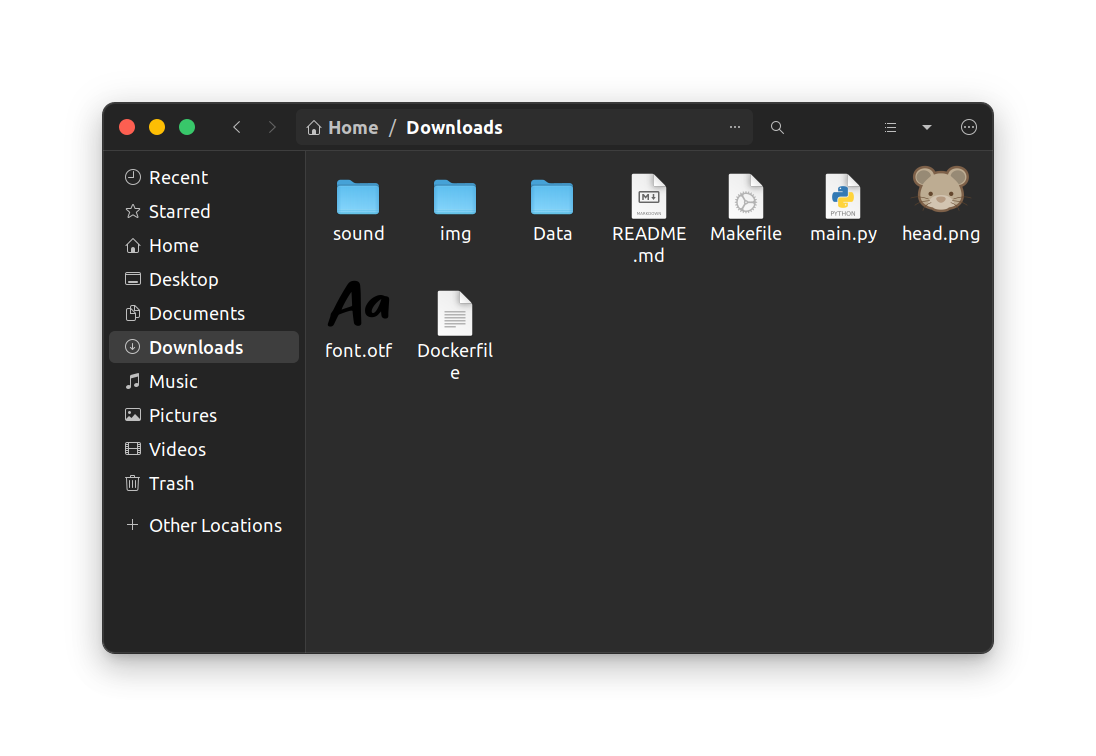 Home / Downloads
Recent
Starred
Home
Desktop
Documents
Downloads
Music
Pictures
Videos
Trash
Other Locations
sound
img
Data
MARKDOWN
README
.md
Makefile
PYTHON
main.py
head.png
Aa
font.otf
Dockerfil
e